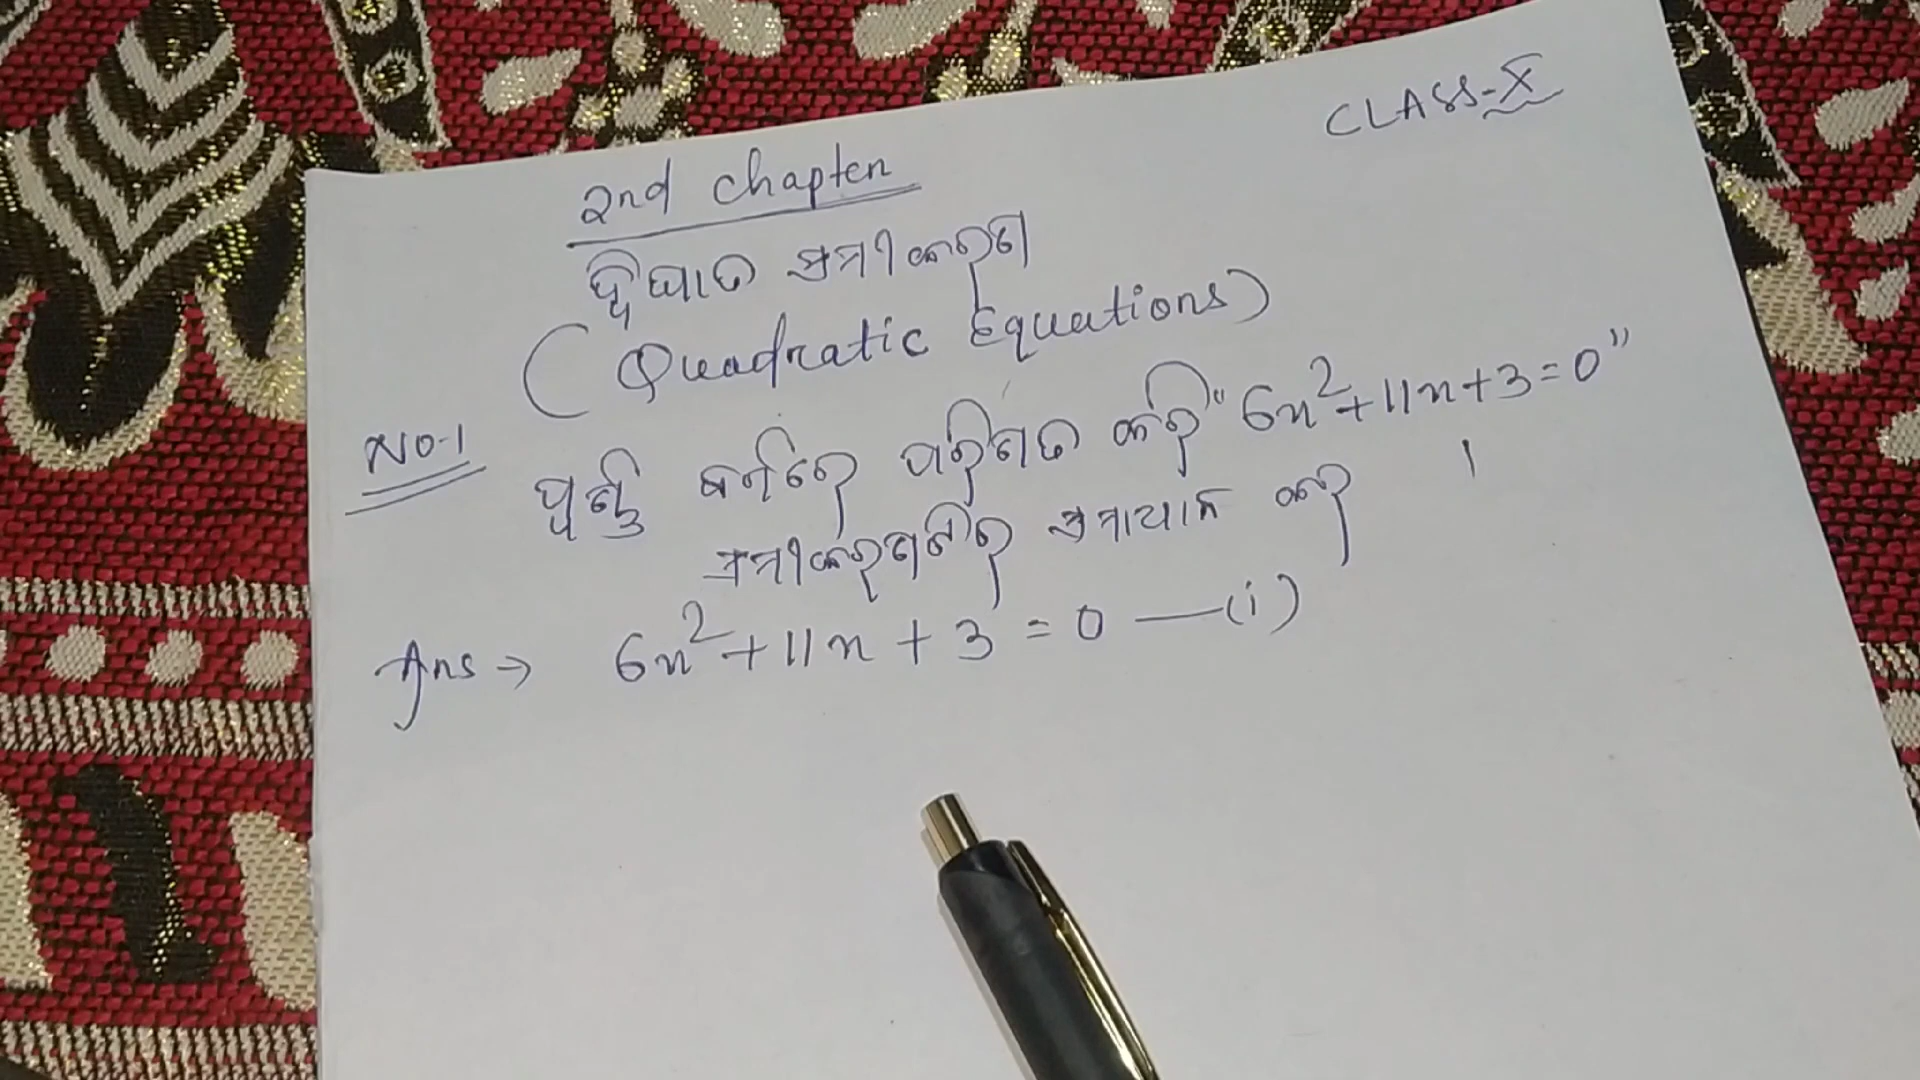 CLASS-X
2nd Chapter
ଦ୍ୱିଘାତ ସମୀକରଣ
(Quadratic Equations)
NO-1
ପୂର୍ଣ୍ଣ ବର୍ଗରେ ପରିଣତ କରି "6x²+11x+3=0"
ସମୀକରଣଟିର ସମାଧାନ କର ।
Ans → 6x²+11x+3=0 —(i)